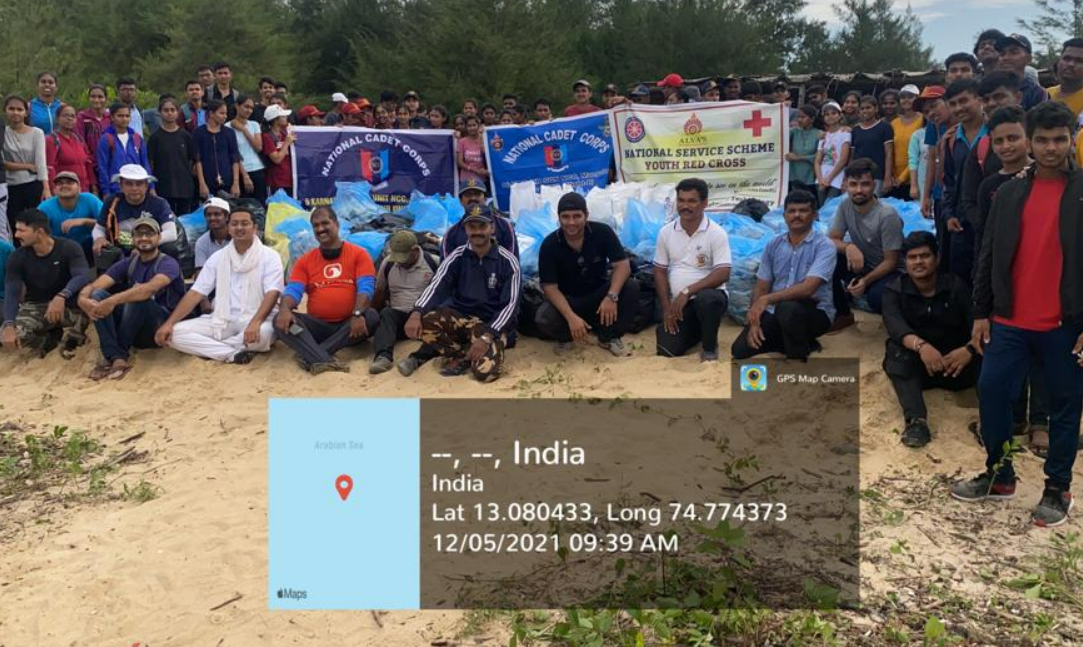 NATIONAL CADET CORPS
NATIONAL CADET CORPS
ALVA'S
NATIONAL SERVICE SCHEME
YOUTH RED CROSS
GPS Map Camera
Arabian Sea
--, --, India
India
Lat 13.080433, Long 74.774373
12/05/2021 09:39 AM
Maps